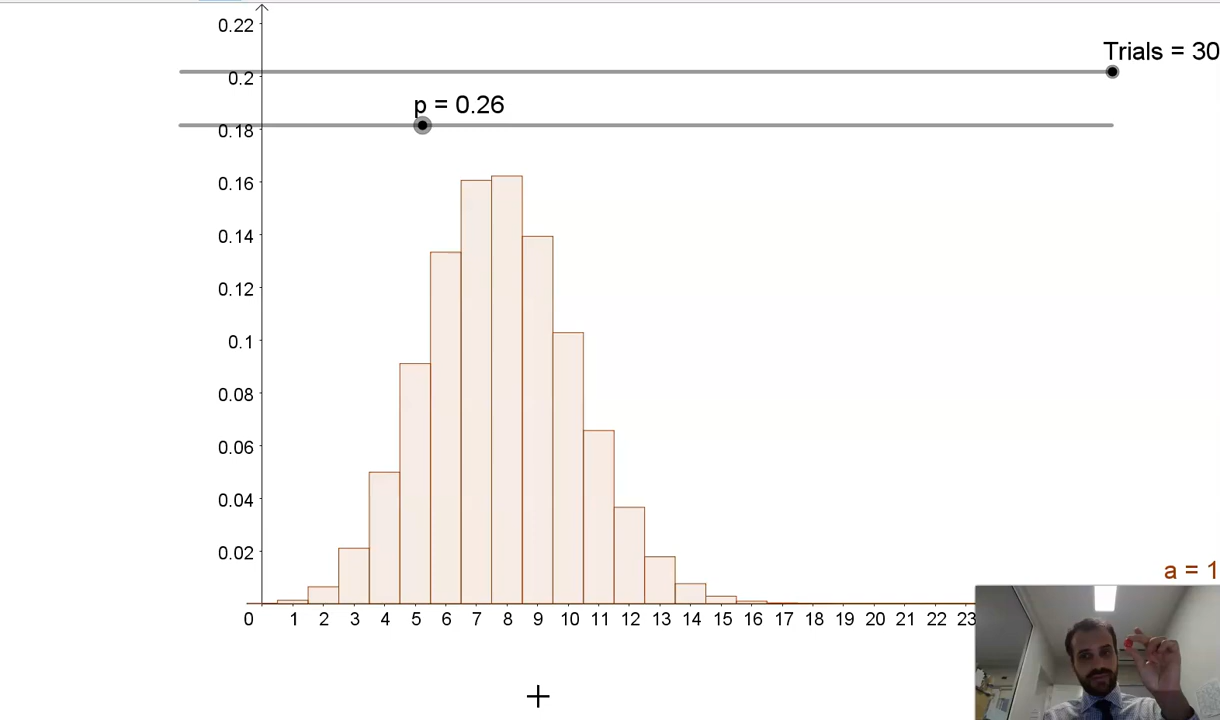 0.22
Trials = 30
0.2
p = 0.26
0.18
0.16
0.14
0.12
0.1
0.08
0.06
0.04
0.02
a = 1
0 1 2 3 4 5 6 7 8 9 10 11 12 13 14 15 16 17 18 19 20 21 22 23